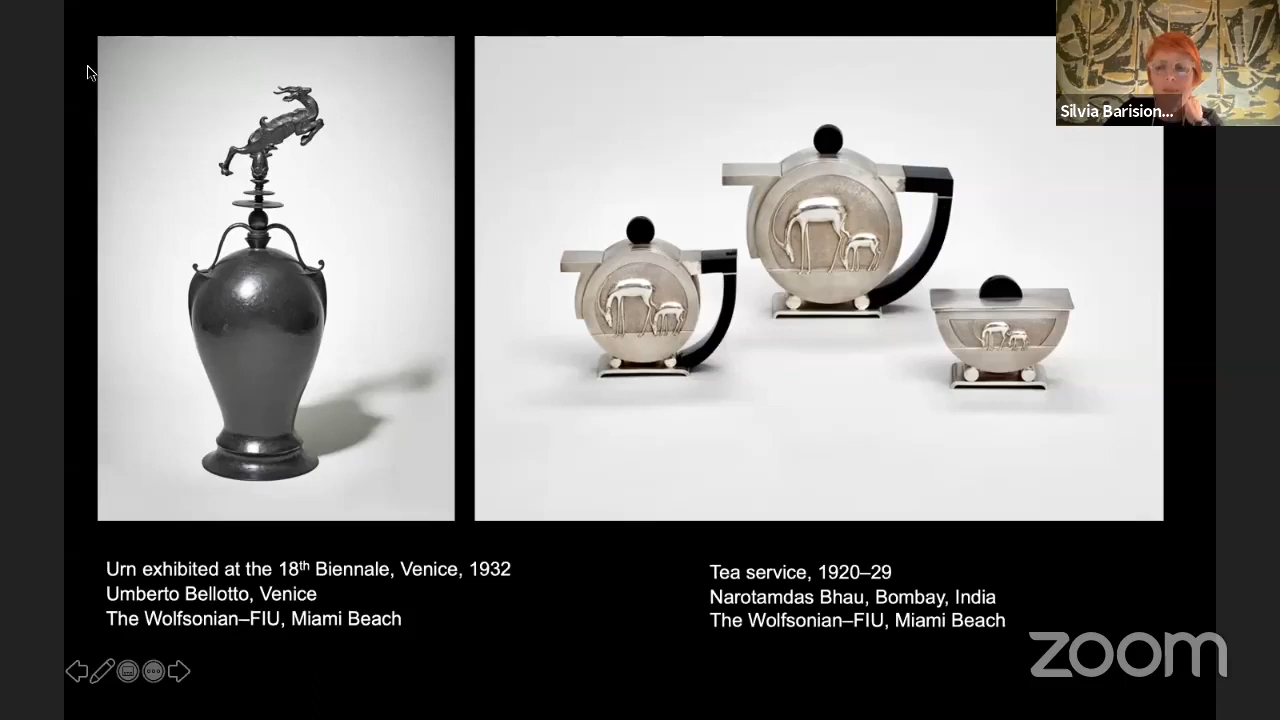 Silvia Barision...
Urn exhibited at the 18th Biennale, Venice, 1932
Umberto Bellotto, Venice
The Wolfsonian–FIU, Miami Beach
Tea service, 1920–29
Narotamdas Bhau, Bombay, India
The Wolfsonian–FIU, Miami Beach
zoom